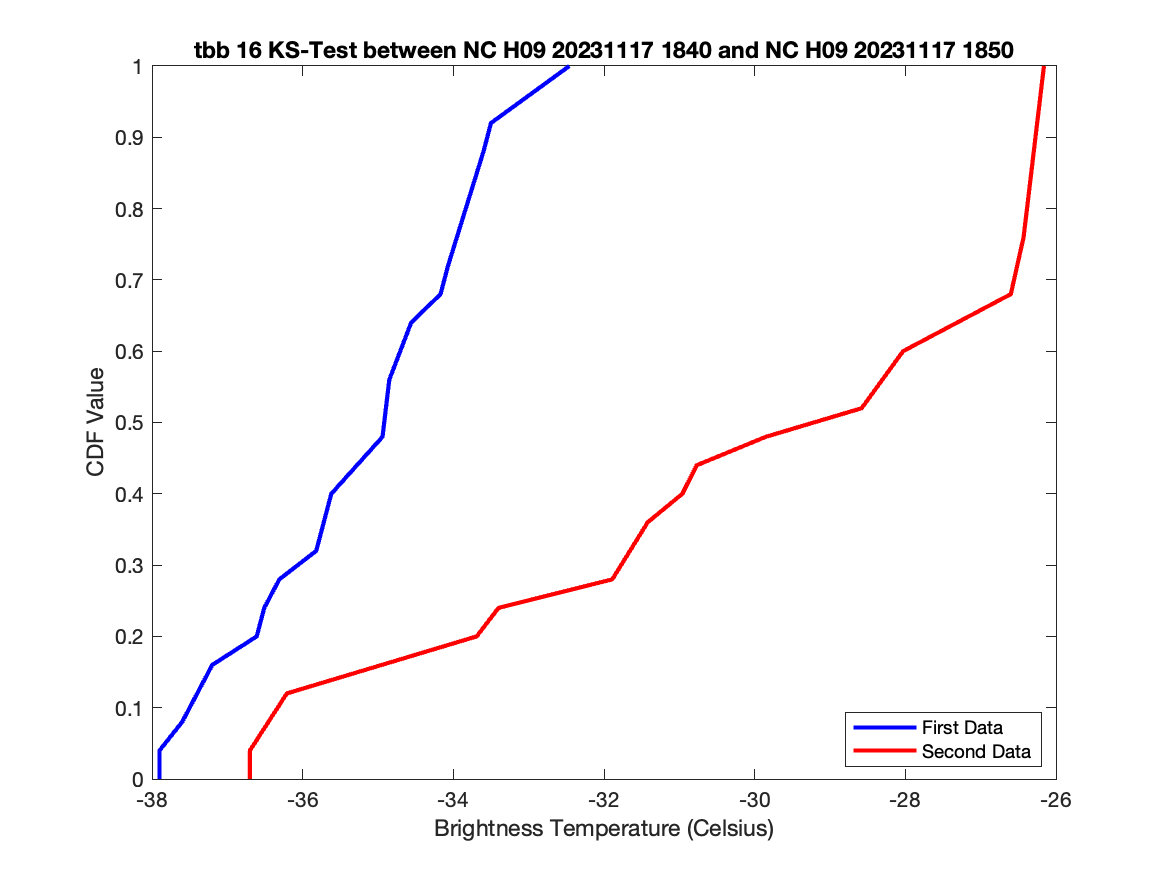 tbb 16 KS-Test between NC H09 20231117 1840 and NC H09 20231117 1850
1
0.9
0.8
0.7
0.6
0.5
0.4
0.3
0.2
0.1
0
CDF Value
First Data
Second Data
-38 -36 -34 -32 -30 -28 -26
Brightness Temperature (Celsius)